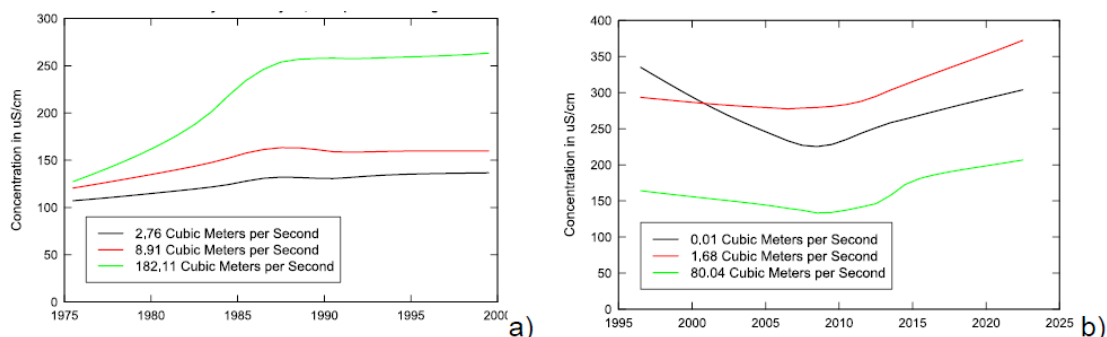 300
250
200
150
100
50
0
Concentration in uS/cm
2,76 Cubic Meters per Second
8.91 Cubic Meters per Second
182,11 Cubic Meters per Second
1975 1980 1985 1990 1995 2000
a)
400
350
300
250
200
150
100
50
0
Concentration in uS/cm
0,01 Cubic Meters per Second
1,68 Cubic Meters per Second
80.04 Cubic Meters per Second
1995 2000 2005 2010 2015 2020 2025
b)